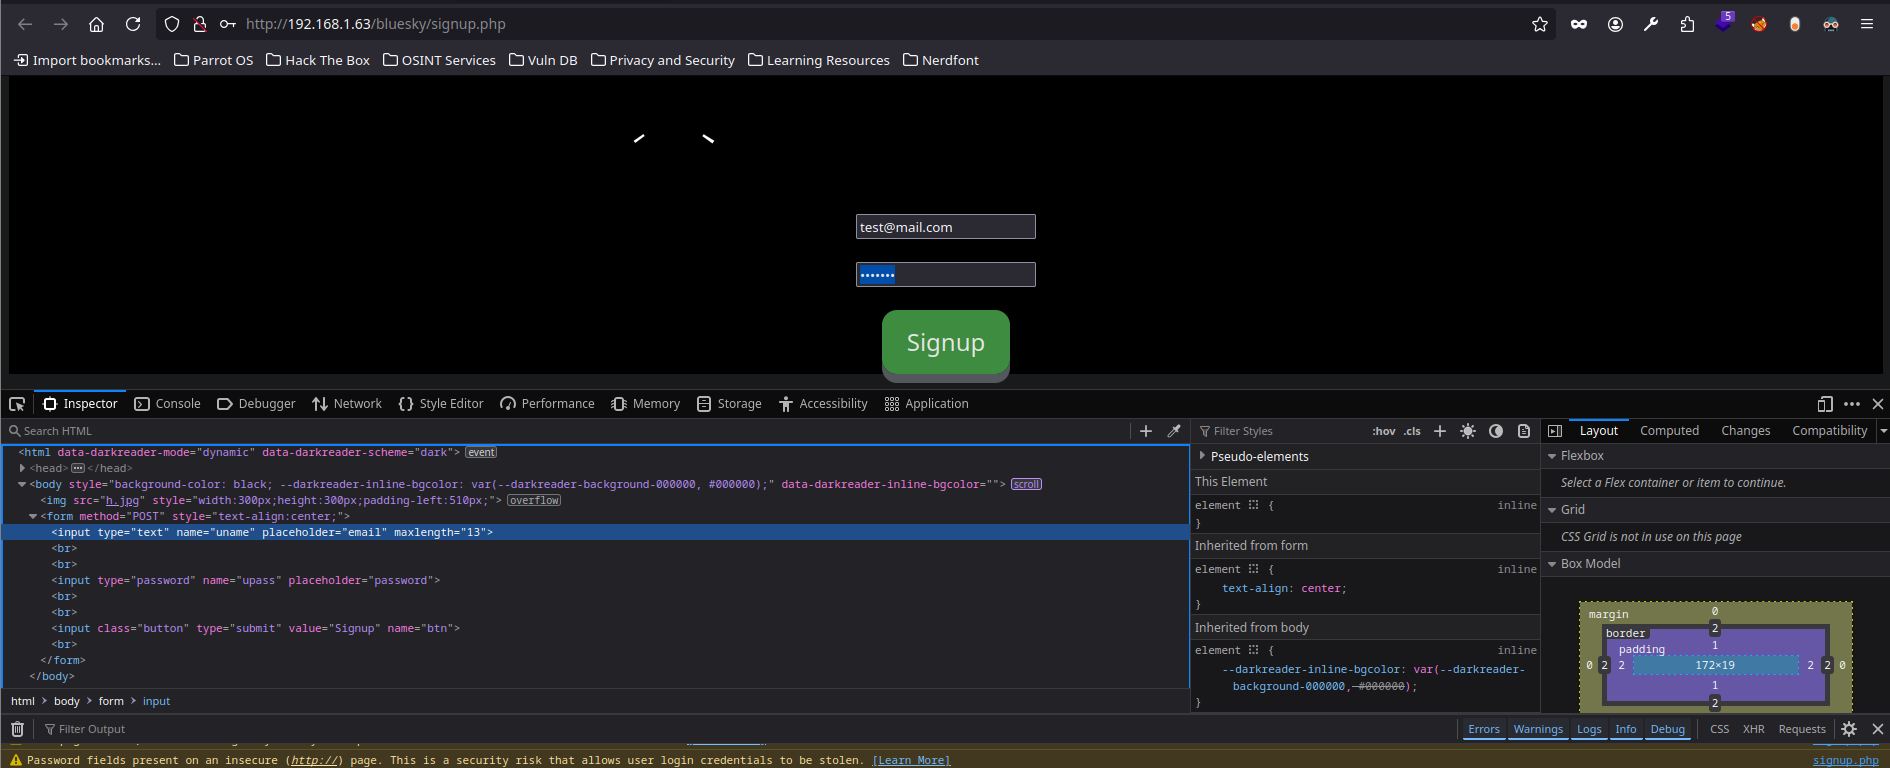 http://192.168.1.63/bluesky/signup.php
5
Import bookmarks... Parrot OS Hack The Box OSINT Services Vuln DB Privacy and Security Learning Resources Nerdfont
test@mail.com
•••••••
Signup
Inspector Console Debugger Network Style Editor Performance Memory Storage Accessibility Application
Search HTML
<html data-darkreader-mode="dynamic" data-darkreader-scheme="dark"> event
<head> ••• </head>
<body style="background-color: black; --darkreader-inline-bgcolor: var(--darkreader-background-000000, #000000);" data-darkreader-inline-bgcolor=""> scroll
<img src="h.jpg" style="width:300px;height:300px;padding-left:510px;"> overflow
<form method="POST" style="text-align:center;">
<input type="text" name="uname" placeholder="email" maxlength="13">
<br>
<br>
<input type="password" name="upass" placeholder="password">
<br>
<br>
<input class="button" type="submit" value="Signup" name="btn">
<br>
</form>
</body>
html > body > form > input
Filter Styles :hov .cls
Pseudo-elements
This Element
element { inline
}
Inherited from form
element { inline
text-align: center;
}
Inherited from body
element { inline
--darkreader-inline-bgcolor: var(--darkreader-
background-000000, #000000);
}
Layout Computed Changes Compatibility
Flexbox
Select a Flex container or item to continue.
Grid
CSS Grid is not in use on this page
Box Model
margin 0
border 2
padding 1
0 2 2 172×19 2 2 0
1
2
Filter Output Errors Warnings Logs Info Debug CSS XHR Requests
Password fields present on an insecure (http://) page. This is a security risk that allows user login credentials to be stolen. [Learn More] signup.php